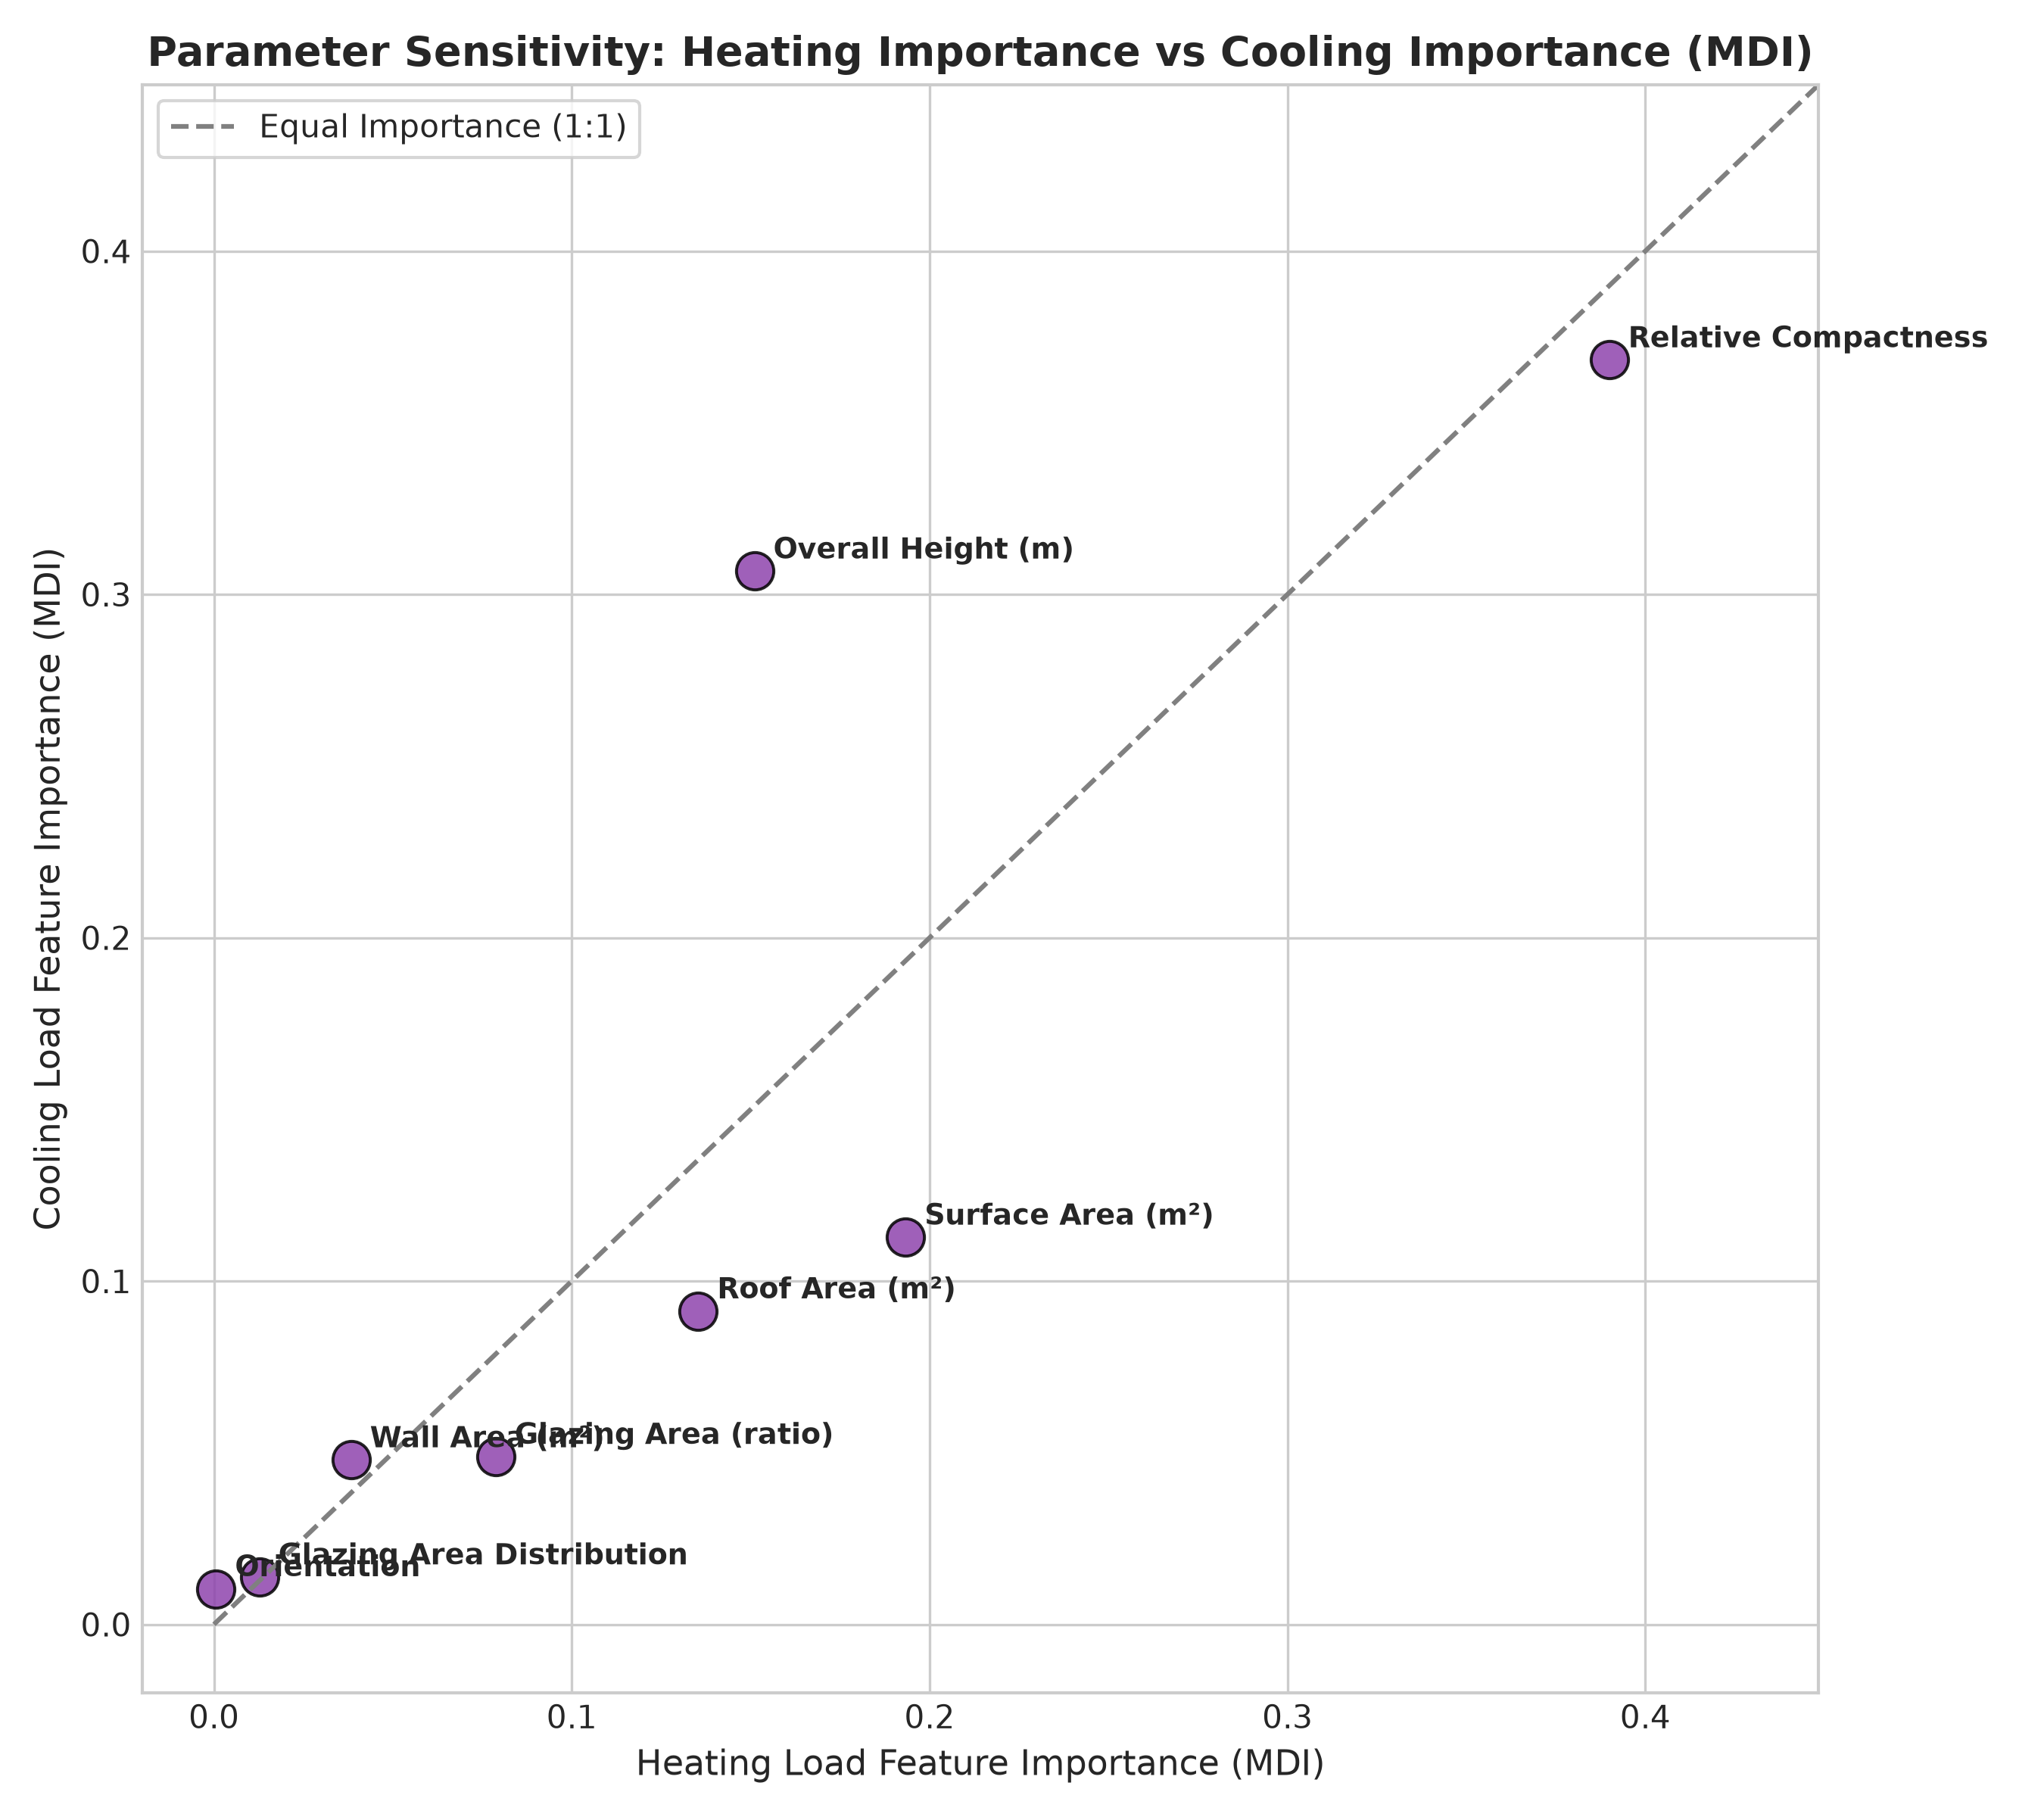 Parameter Sensitivity: Heating Importance vs Cooling Importance (MDI)
Equal Importance (1:1)
Cooling Load Feature Importance (MDI)
0.4
0.3
0.2
0.1
0.0
Relative Compactness
Overall Height (m)
Surface Area (m²)
Roof Area (m²)
Wall Area (m²)
Glazing Area (ratio)
Glazing Area Distribution
Orientation
0.0
0.1
0.2
0.3
0.4
Heating Load Feature Importance (MDI)